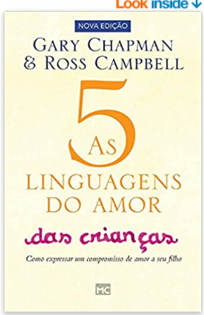 Look inside
NOVA EDIÇÃO
GARY CHAPMAN
& ROSS CAMPBELL
5
AS
LINGUAGENS
DO AMOR
das crianças
Como expressar um compromisso de amor a seu filho
MC